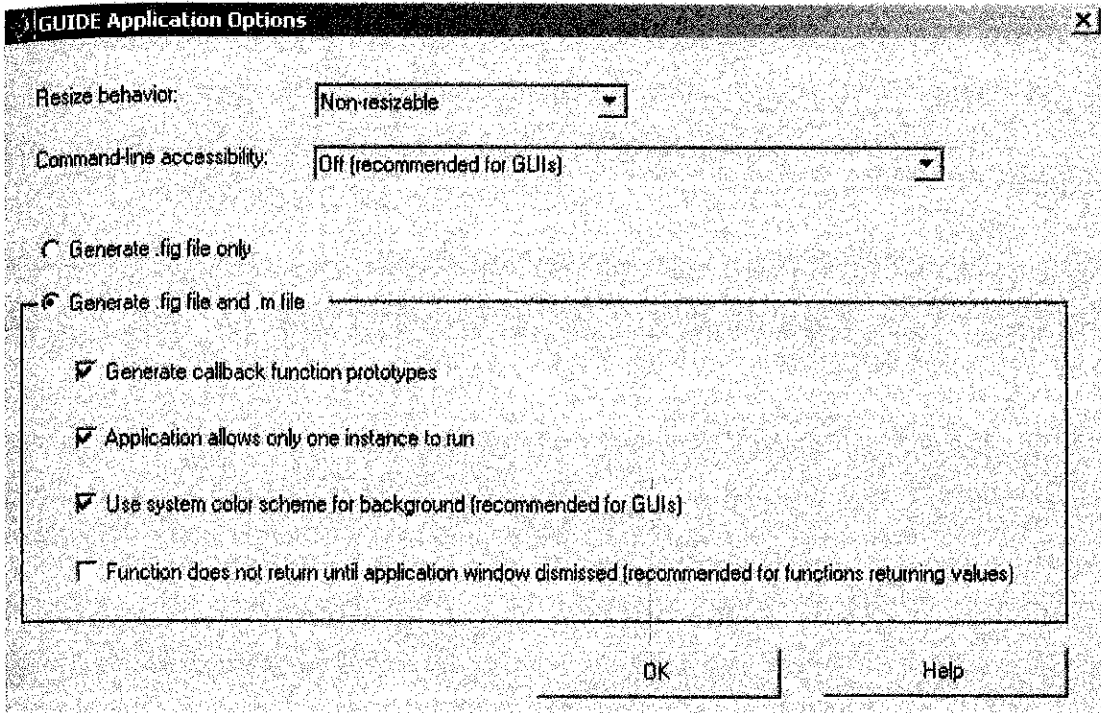 GUIDE Application Options
Resize behavior:
Non-resizable
Command-line accessibility:
Off (recommended for GUIs)
Generate .fig file only
Generate .fig file and .m file
Generate callback function prototypes
Application allows only one instance to run
Use system color scheme for background (recommended for GUIs)
Function does not return until application window dismissed (recommended for functions returning values)
OK
Help